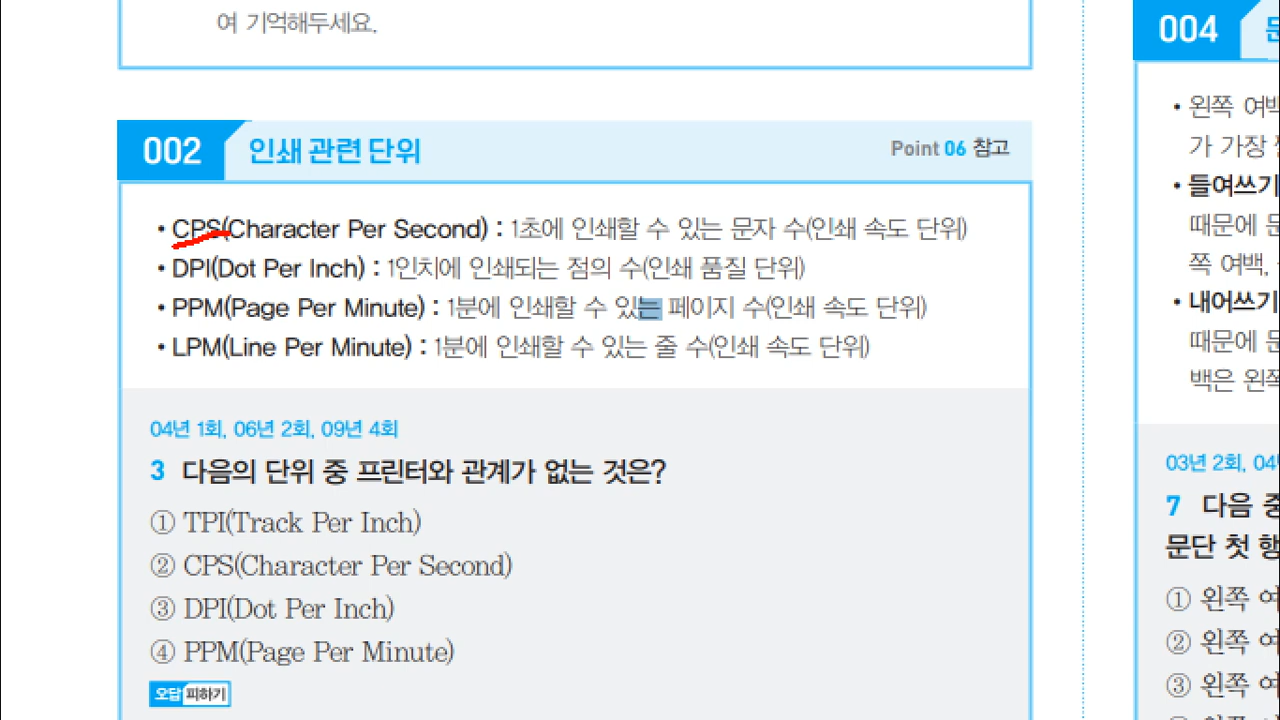 여 기억해두세요.
002 인쇄 관련 단위 Point 06 참고
• CPS(Character Per Second) : 1초에 인쇄할 수 있는 문자 수(인쇄 속도 단위)
• DPI(Dot Per Inch) : 1인치에 인쇄되는 점의 수(인쇄 품질 단위)
• PPM(Page Per Minute) : 1분에 인쇄할 수 있는 페이지 수(인쇄 속도 단위)
• LPM(Line Per Minute) : 1분에 인쇄할 수 있는 줄 수(인쇄 속도 단위)
04년 1회, 06년 2회, 09년 4회
3 다음의 단위 중 프린터와 관계가 없는 것은?
① TPI(Track Per Inch)
② CPS(Character Per Second)
③ DPI(Dot Per Inch)
④ PPM(Page Per Minute)
오답 피하기
004
• 왼쪽 여백
가 가장
• 들여쓰기
때문에
쪽 여백,
• 내어쓰기
때문에
백은 왼쪽
03년 2회, 04
7 다음 중
문단 첫 행
① 왼쪽 여
② 왼쪽 여
③ 왼쪽 여